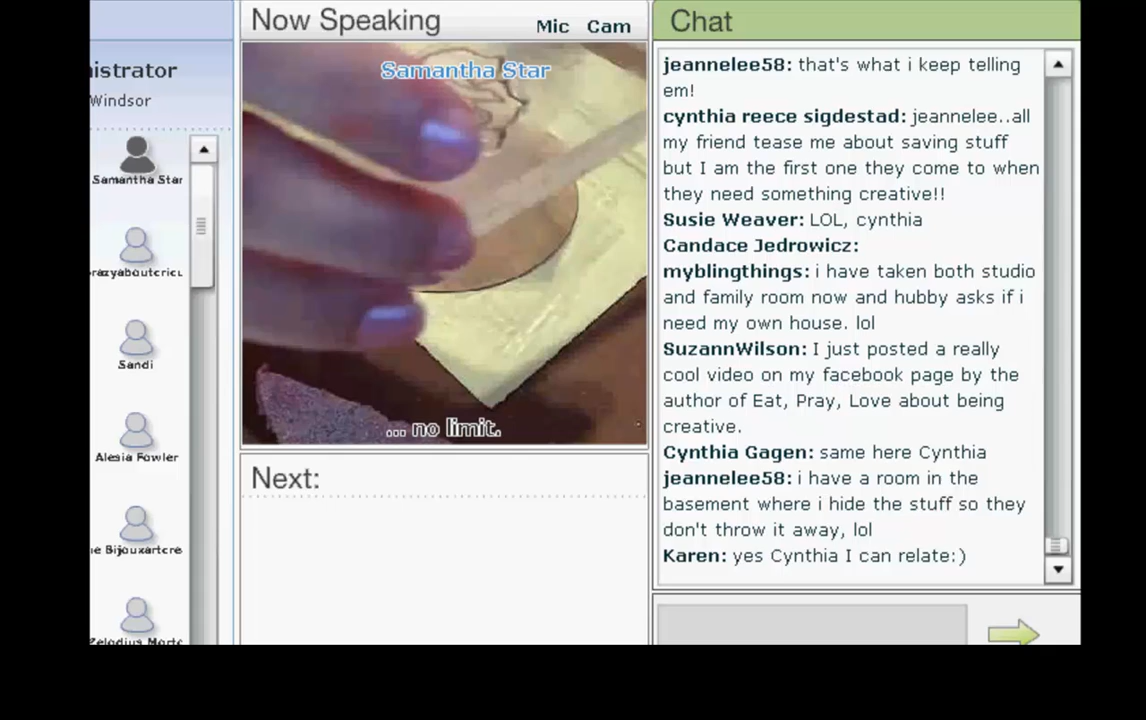 istrator
Windsor
Samantha Star
razyaboutcricu
Sandi
Alesia Fowler
e Bijouxartcre
Zelodius Morto
Now Speaking
Mic Cam
Samantha Star
... no limit.
Next:
Chat
jeannelee58: that's what i keep telling
em!
cynthia reece sigdestad: jeannelee..all
my friend tease me about saving stuff
but I am the first one they come to when
they need something creative!!
Susie Weaver: LOL, cynthia
Candace Jedrowicz:
myblingthings: i have taken both studio
and family room now and hubby asks if i
need my own house. lol
SuzannWilson: I just posted a really
cool video on my facebook page by the
author of Eat, Pray, Love about being
creative.
Cynthia Gagen: same here Cynthia
jeannelee58: i have a room in the
basement where i hide the stuff so they
don't throw it away, lol
Karen: yes Cynthia I can relate:)